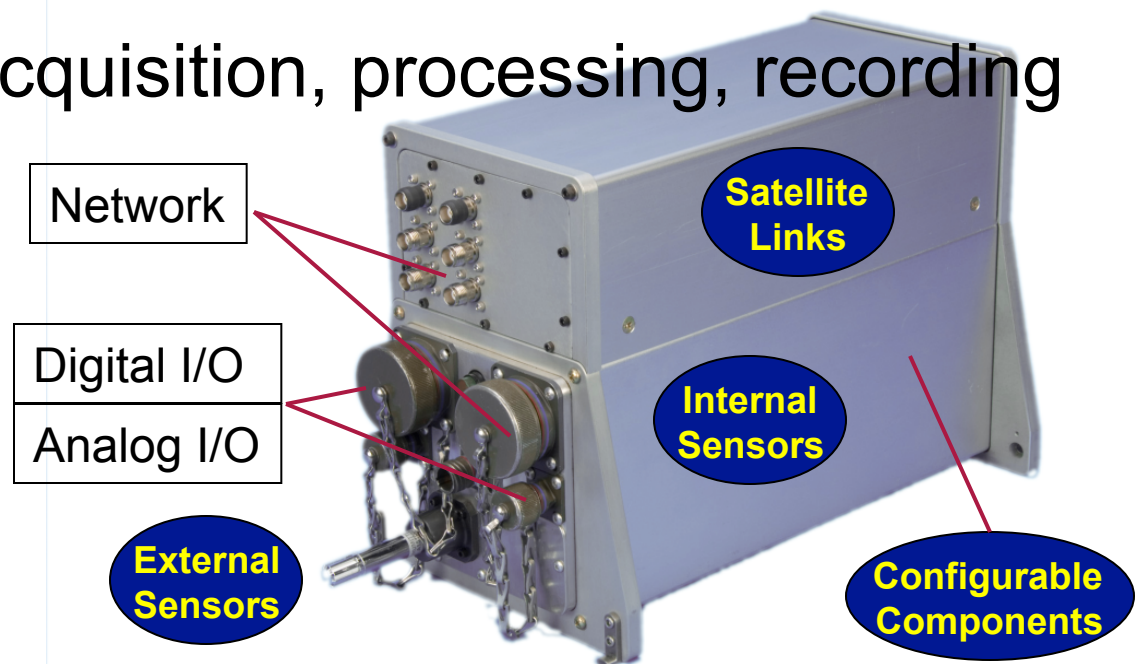 cquisition, processing, recording
Network
Satellite
Links
Digital I/O
Analog I/O
Internal
Sensors
External
Sensors
Configurable
Components